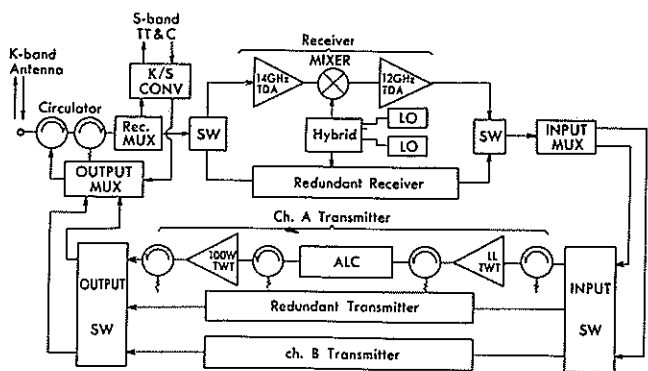 S-band
TT & C
K-band
Antenna
K/S
CONV
Circulator
Rec.
MUX
OUTPUT
MUX
SW
Receiver
MIXER
14GHz
TDA
12GHz
TDA
Hybrid
LO
LO
Redundant Receiver
SW
INPUT
MUX
Ch. A Transmitter
OUTPUT
SW
100W
TWT
ALC
LL
TWT
INPUT
SW
Redundant Transmitter
ch. B Transmitter